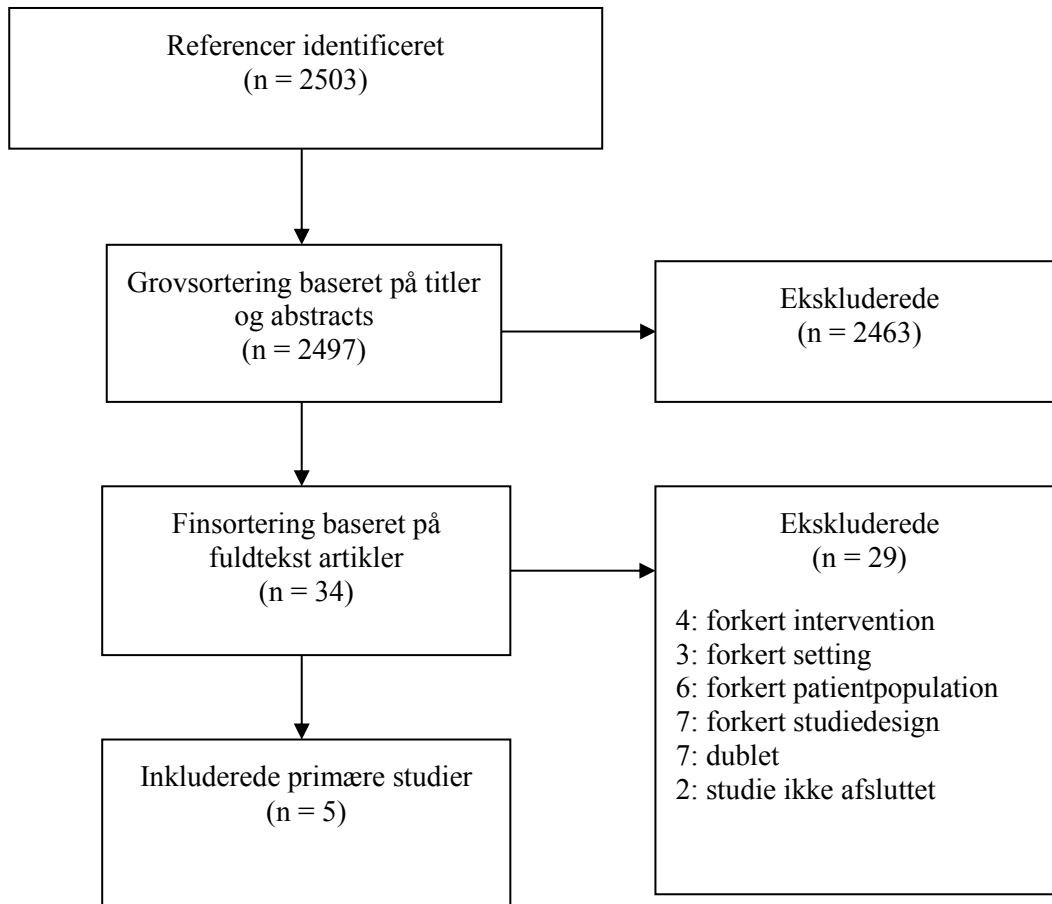 Referencer identificeret
(n = 2503)
Grovsortering baseret på titler
og abstracts
(n = 2497)
Ekskluderede
(n = 2463)
Finsortering baseret på
fuldtekst artikler
(n = 34)
Ekskluderede
(n = 29)
4: forkert intervention
3: forkert setting
6: forkert patientpopulation
7: forkert studiedesign
7: dublet
2: studie ikke afsluttet
Inkluderede primære studier
(n = 5)